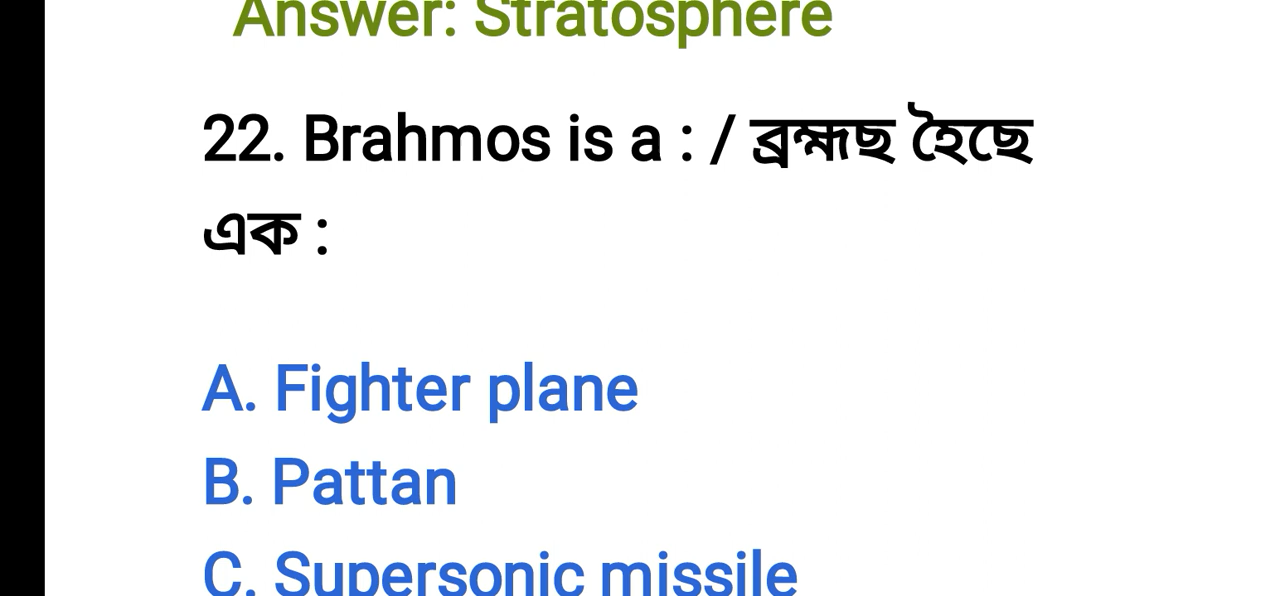 Answer: Stratosphere
22. Brahmos is a : / ব্ৰহ্মছ হৈছে
এক :
A. Fighter plane
B. Pattan
C. Supersonic missile